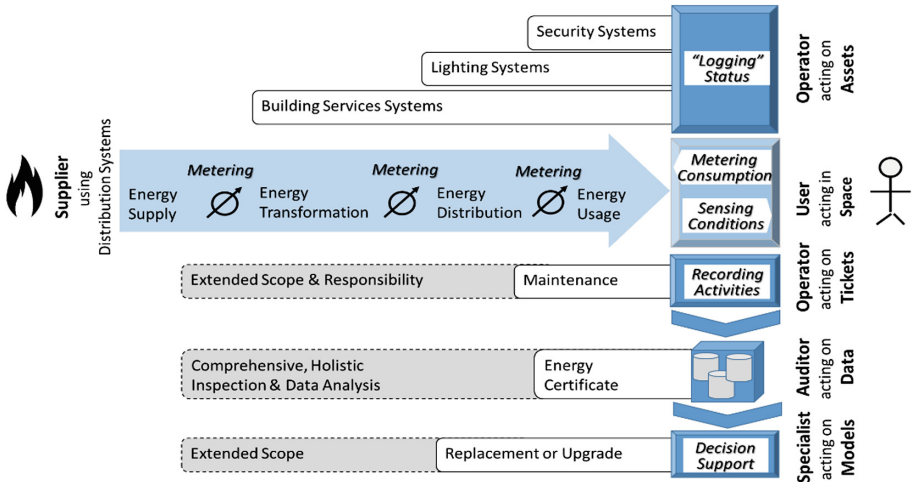 Security Systems
Lighting Systems
Building Services Systems
“Logging”
Status
Operator
acting on
Assets
Supplier
using
Distribution Systems
Metering
Metering
Metering
Energy
Supply
Energy
Transformation
Energy
Distribution
Energy
Usage
Metering
Consumption
Sensing
Conditions
User
acting in
Space
Extended Scope & Responsibility
Maintenance
Recording
Activities
Operator
acting on
Tickets
Comprehensive, Holistic
Inspection & Data Analysis
Energy
Certificate
Auditor
acting on
Data
Extended Scope
Replacement or Upgrade
Decision
Support
Specialist
acting on
Models